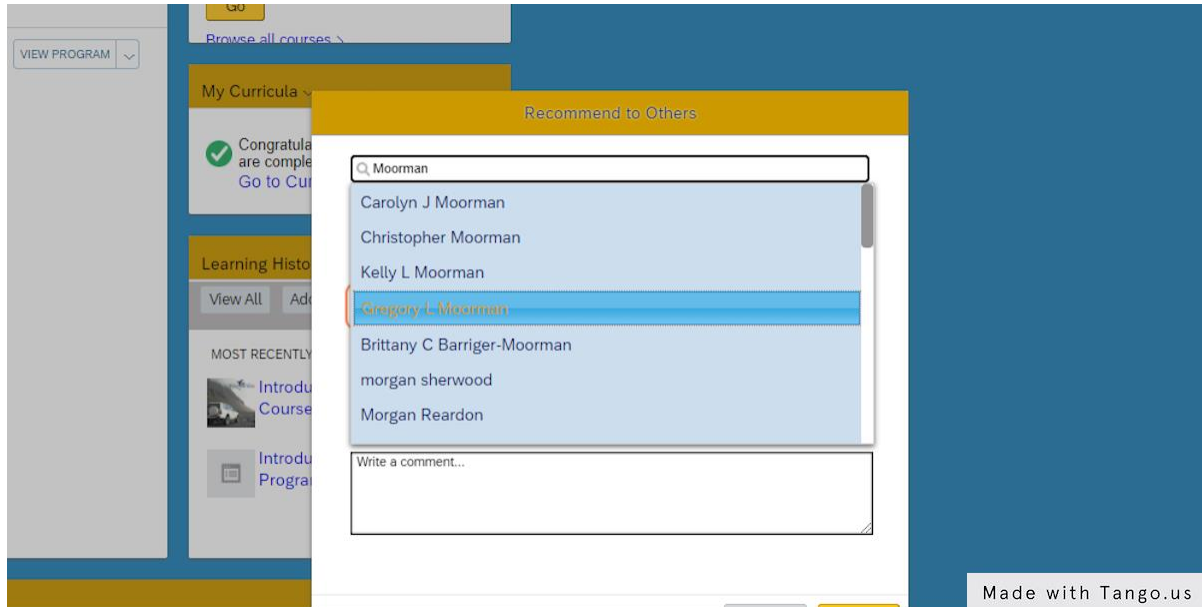 Go
Browse all courses >
VIEW PROGRAM
My Curricula
Recommend to Others
Congratula
are comple
Go to Cur
Moorman
Carolyn J Moorman
Christopher Moorman
Kelly L Moorman
Learning Histo
View All Add
Gregory L Moorman
MOST RECENTLY
Brittany C Barriger-Moorman
morgan sherwood
Morgan Reardon
Introdu
Course
Introdu
Program
Write a comment...
Made with Tango.us